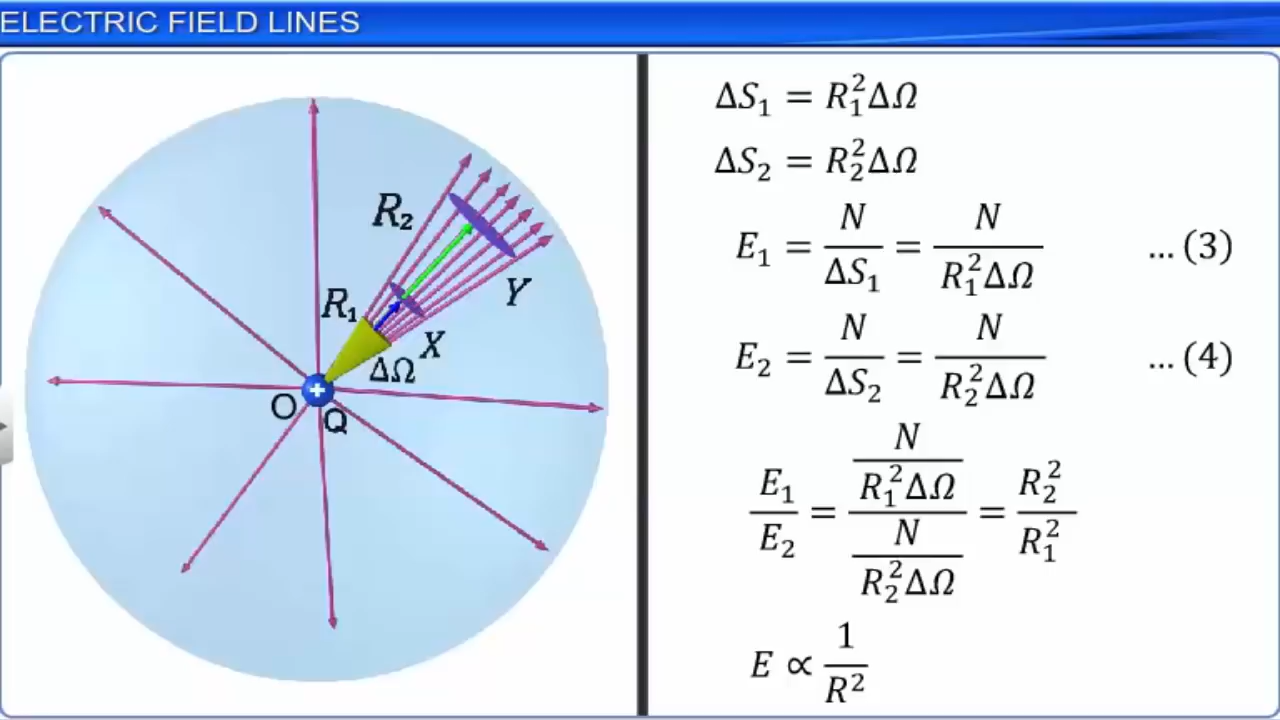 ELECTRIC FIELD LINES
R₂
R₁
Y
X
ΔΩ
+
O
Q
ΔS₁ = R₁²ΔΩ
ΔS₂ = R₂²ΔΩ
E₁ = N/ΔS₁ = N/(R₁²ΔΩ) ... (3)
E₂ = N/ΔS₂ = N/(R₂²ΔΩ) ... (4)
E₁/E₂ = (N/(R₁²ΔΩ))/(N/(R₂²ΔΩ)) = R₂²/R₁²
E ∝ 1/R²